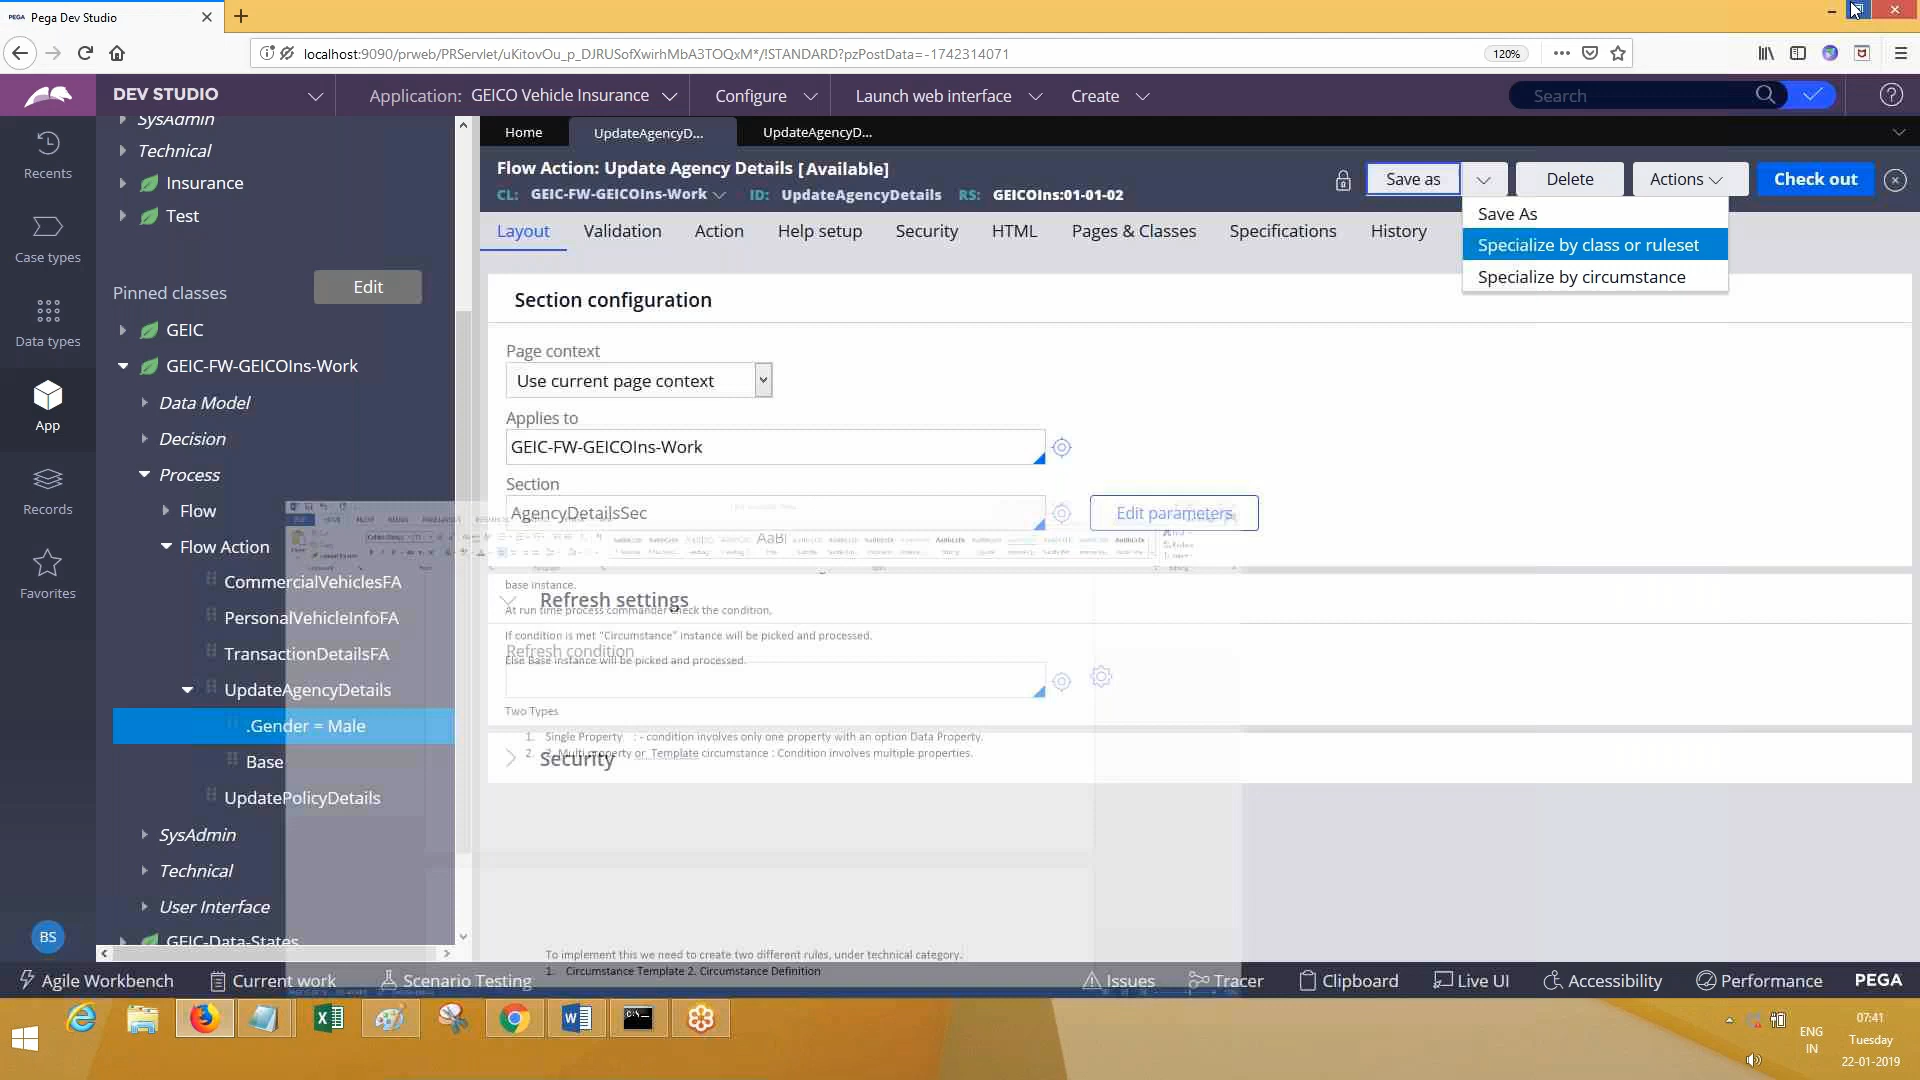 PEGA Pega Dev Studio
localhost:9090/prweb/PRServlet/uKitovOu_p_DJRUSofXwirhMbA3TOQxM*/!STANDARD?pzPostData=-1742314071
120%
DEV STUDIO
Application: GEICO Vehicle Insurance
Configure
Launch web interface
Create
Search
Recents
Case types
Data types
App
Records
Favorites
BS
SysAdmin
Technical
Insurance
Test
Pinned classes
Edit
GEIC
GEIC-FW-GEICOIns-Work
Data Model
Decision
Process
Flow
Flow Action
CommercialVehiclesFA
PersonalVehicleInfoFA
TransactionDetailsFA
UpdateAgencyDetails
.Gender = Male
Base
UpdatePolicyDetails
SysAdmin
Technical
User Interface
GEIC-Data-States
Home
UpdateAgencyD...
UpdateAgencyD...
Flow Action: Update Agency Details [Available]
CL: GEIC-FW-GEICOIns-Work ID: UpdateAgencyDetails RS: GEICOIns:01-01-02
Save as
Delete
Actions
Check out
Save As
Specialize by class or ruleset
Specialize by circumstance
Layout
Validation
Action
Help setup
Security
HTML
Pages & Classes
Specifications
History
Section configuration
Page context
Use current page context
Applies to
GEIC-FW-GEICOIns-Work
Section
AgencyDetailsSec
Edit parameters
base instance.
Refresh settings
At run time process commander check the condition,
If condition is met "Circumstance" instance will be picked and processed.
Refresh condition
Else Base instance will be picked and processed.
Two Types
1. Single Property : - condition involves only one property with an option Data Property.
2. Multi property or Template circumstance : Condition involves multiple properties.
Security
To implement this we need to create two different rules, under technical category.
1. Circumstance Template 2. Circumstance Definition
Agile Workbench
Current work
Scenario Testing
Issues
Tracer
Clipboard
Live UI
Accessibility
Performance
PEGA
ENG
IN
07:41
Tuesday
22-01-2019